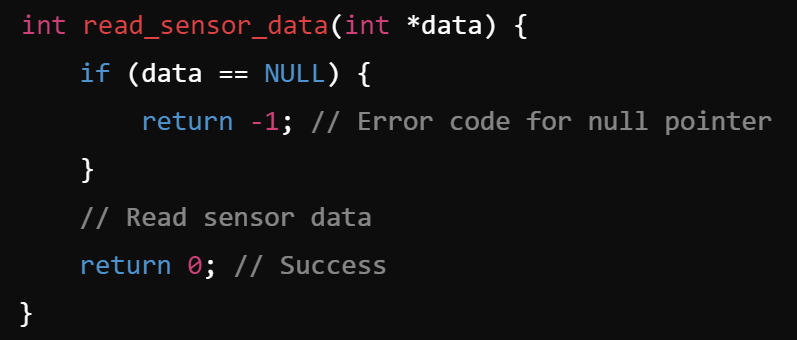 int read_sensor_data(int *data) {
    if (data == NULL) {
        return -1; // Error code for null pointer
    }
    // Read sensor data
    return 0; // Success
}